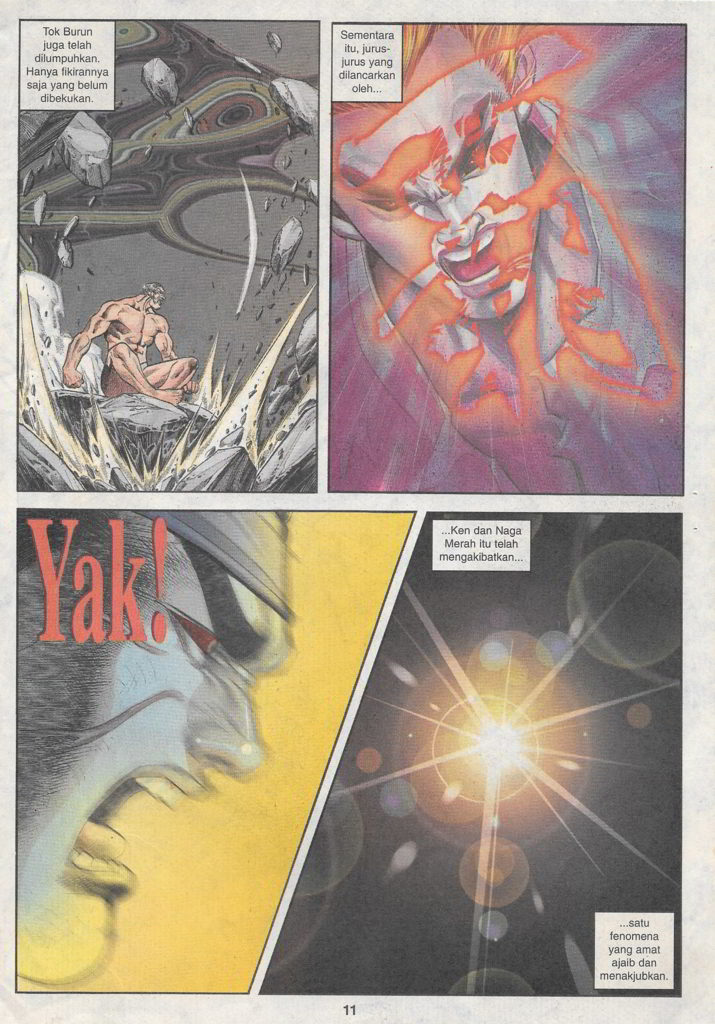 Tok Burun
juga telah
dilumpuhkan.
Hanya fikirannya
saja yang belum
dibekukan.
Sementara
itu, jurus-
jurus yang
dilancarkan
oleh...
Yak!
...Ken dan Naga
Merah itu telah
mengakibatkan...
...satu
fenomena
yang amat
ajaib dan
menakjubkan.
11